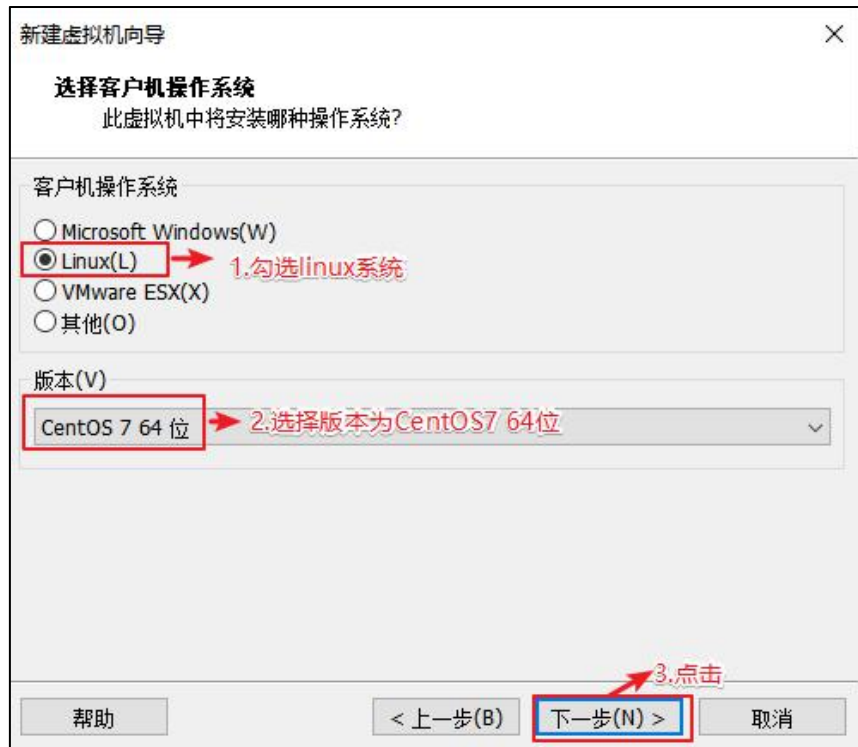 新建虚拟机向导
选择客户机操作系统
此虚拟机中将安装哪种操作系统?
客户机操作系统
Microsoft Windows(W)
Linux(L) 1.勾选linux系统
VMware ESX(X)
其他(O)
版本(V)
CentOS 7 64 位 2.选择版本为CentOS7 64位
3.点击
帮助 < 上一步(B) 下一步(N) > 取消